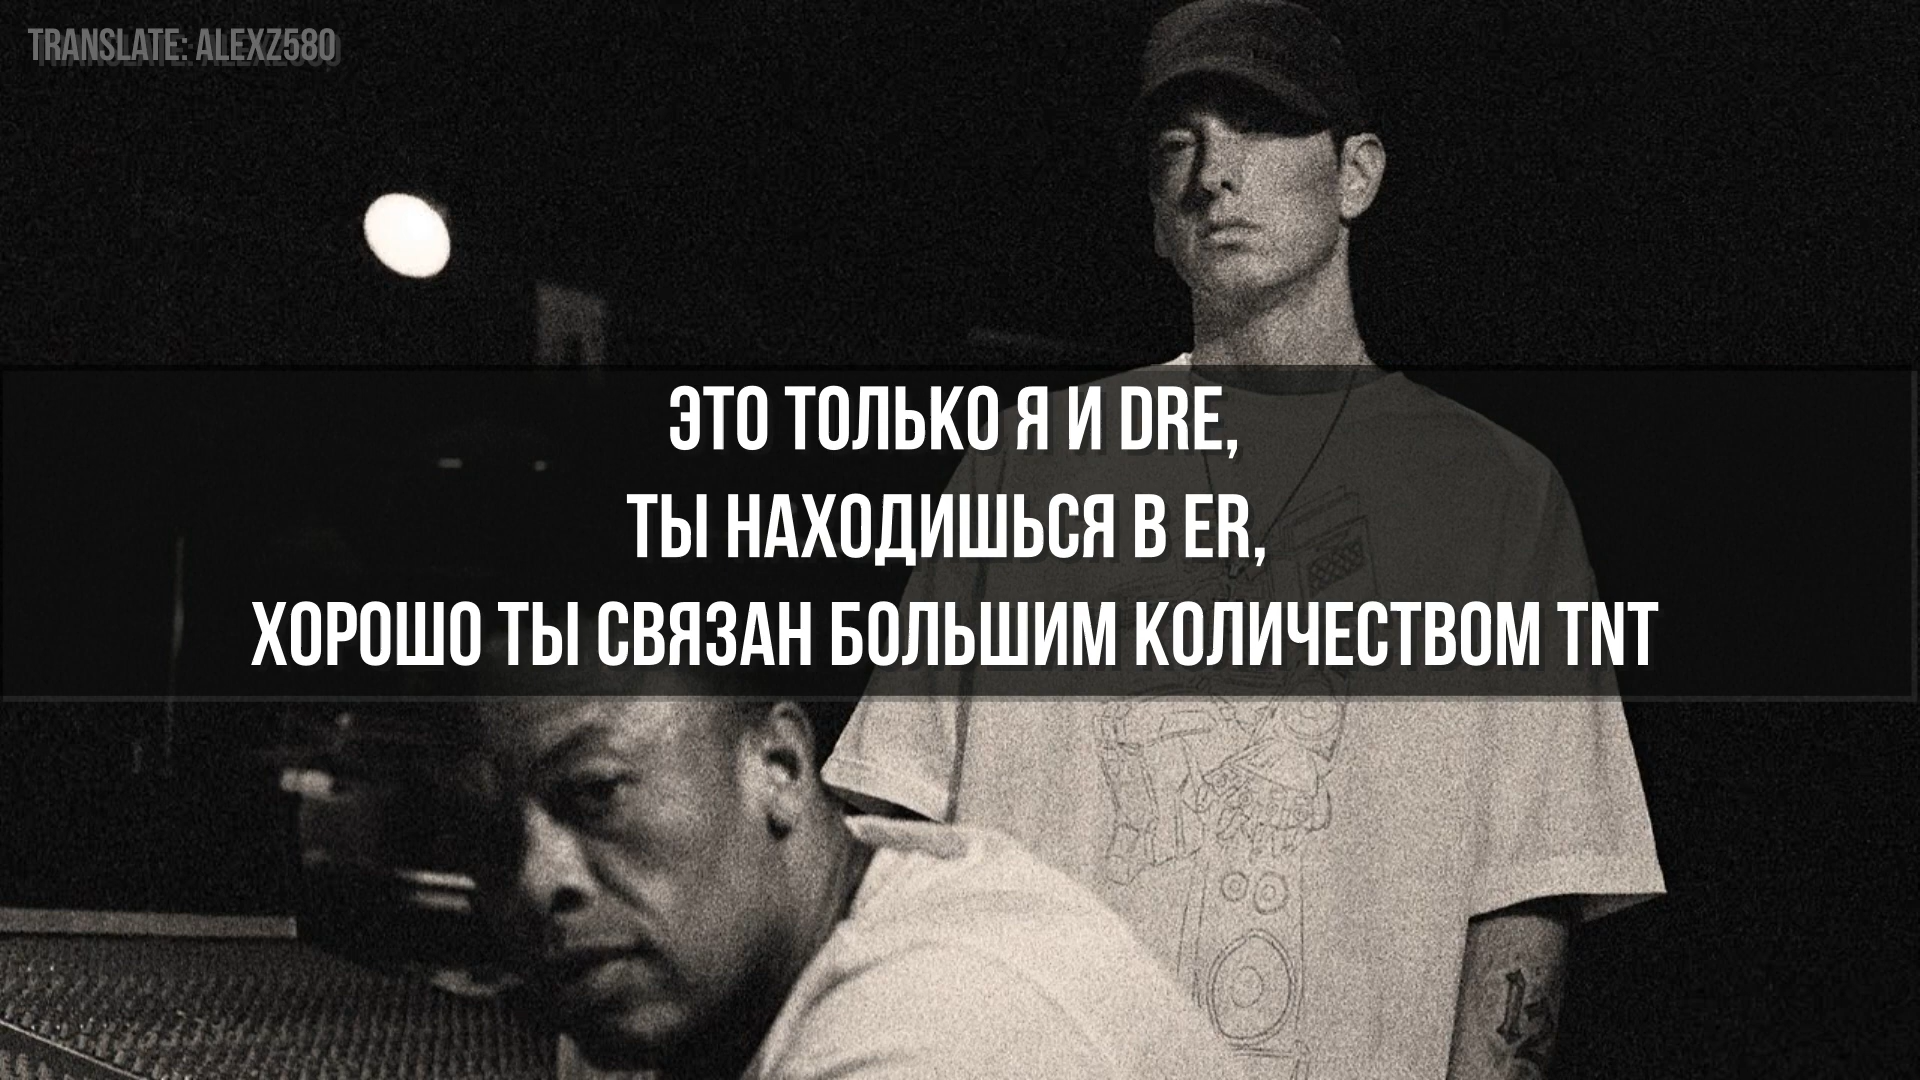 TRANSLATE: ALEXZ580
ЭТО ТОЛЬКО Я И DRE,
ТЫ НАХОДИШЬСЯ В ER,
ХОРОШО ТЫ СВЯЗАН БОЛЬШИМ КОЛИЧЕСТВОМ TNT